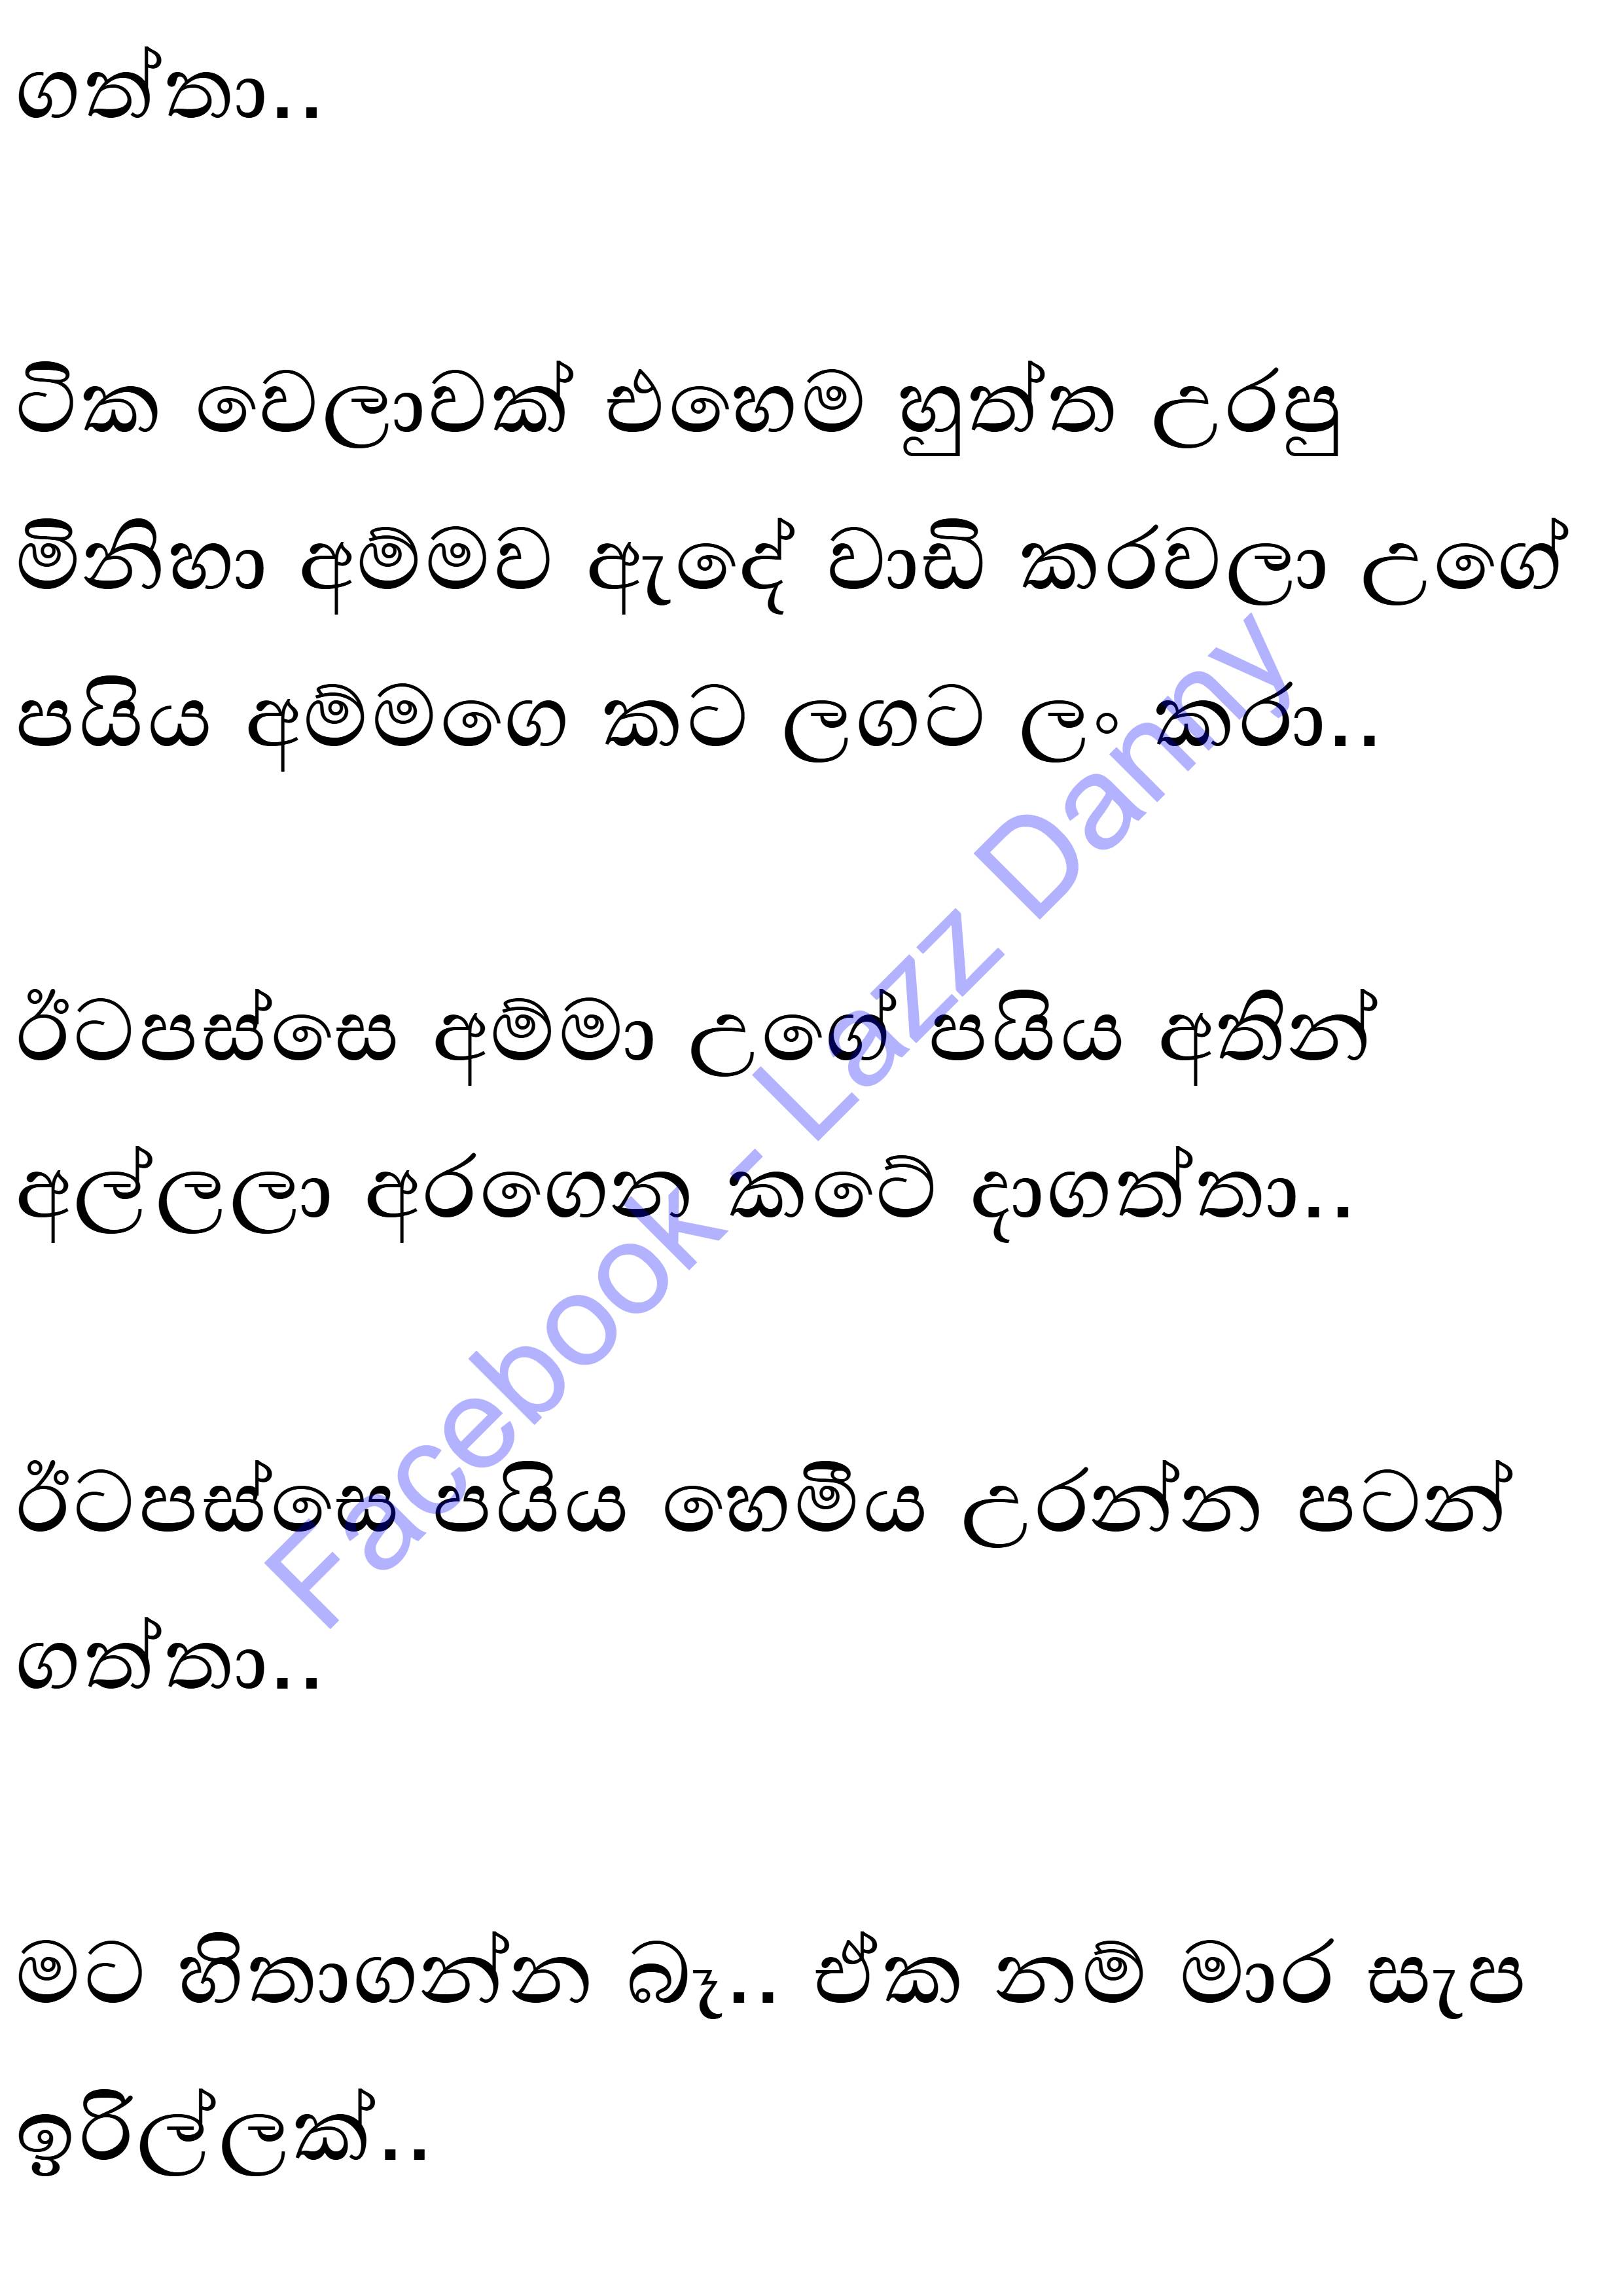 ගත්තා..
ටික වෙලාවක් එහෙම හුත්ත උරපු
මිනිහා අම්මව ඇඳේ වාඩි කරවලා උගේ
පයිය අම්මගෙ කට ලගට ලං කරා..
ඊටපස්සෙ අම්මා උගේ පයිය අතින්
අල්ලලා අරගෙන කටේ දාගත්තා..
ඊටපස්සෙ පයිය හෙමීය උරන්න පටන්
ගත්තා..
මට හිතාගන්න බෑ.. ඒක නම් මාර සැප
ඉරිල්ලක්..
Facebook - Lazz Danny